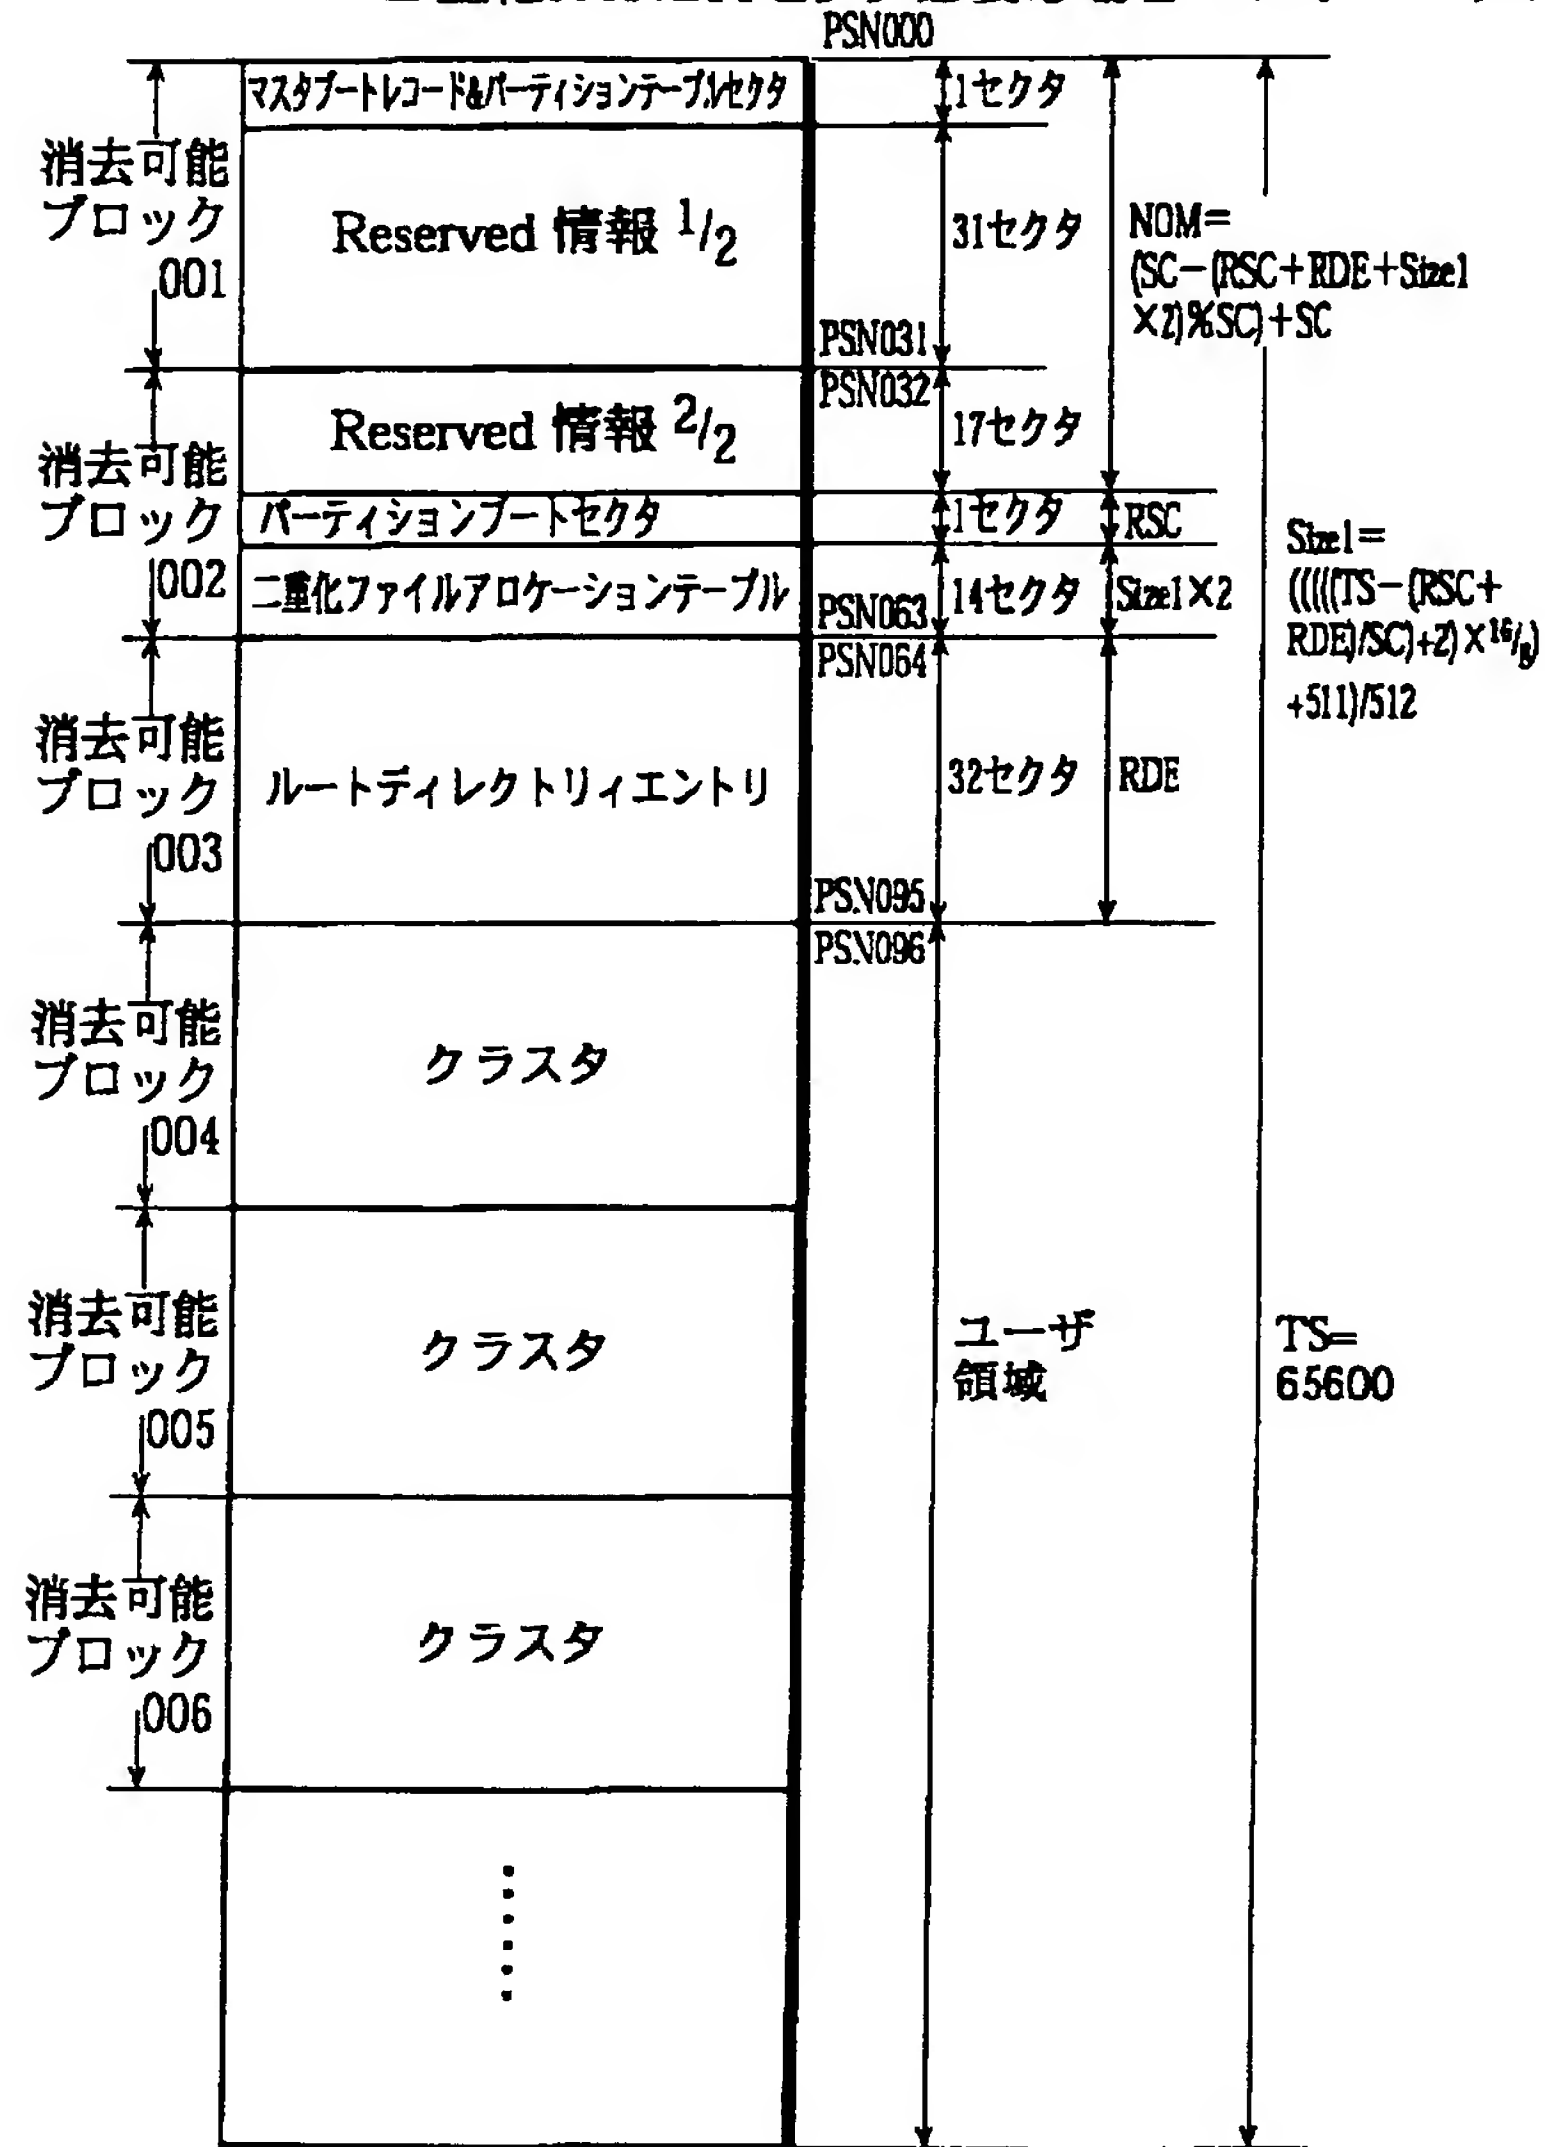 PSN000
マスタブートレコード&パーティションテーブルセクタ
1セクタ
消去可能
ブロック
001
Reserved 情報 1/2
31セクタ
NOM=
(SC−(RSC+RDE+Size1
×2)%SC)+SC
PSN031
PSN032
消去可能
ブロック
002
Reserved 情報 2/2
17セクタ
パーティションブートセクタ
1セクタ
RSC
二重化ファイルアロケーションテーブル
PSN063
14セクタ
Size1×2
Size1=
(((((TS−(RSC+
RDE)/SC)+2)×16/8)
+511)/512
PSN064
消去可能
ブロック
003
ルートディレクトリィエントリ
32セクタ
RDE
PSN095
PSN096
消去可能
ブロック
004
クラスタ
消去可能
ブロック
005
クラスタ
ユーザ
領域
TS=
65600
消去可能
ブロック
006
クラスタ